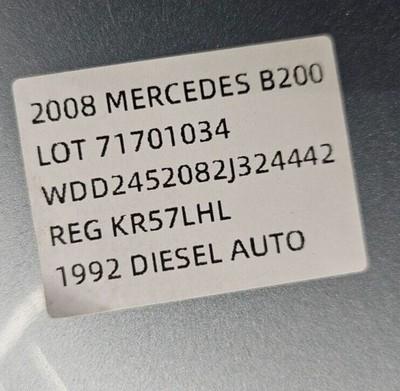 2008 MERCEDES B200
LOT 71701034
WDD2452082J324442
REG KR57LHL
1992 DIESEL AUTO